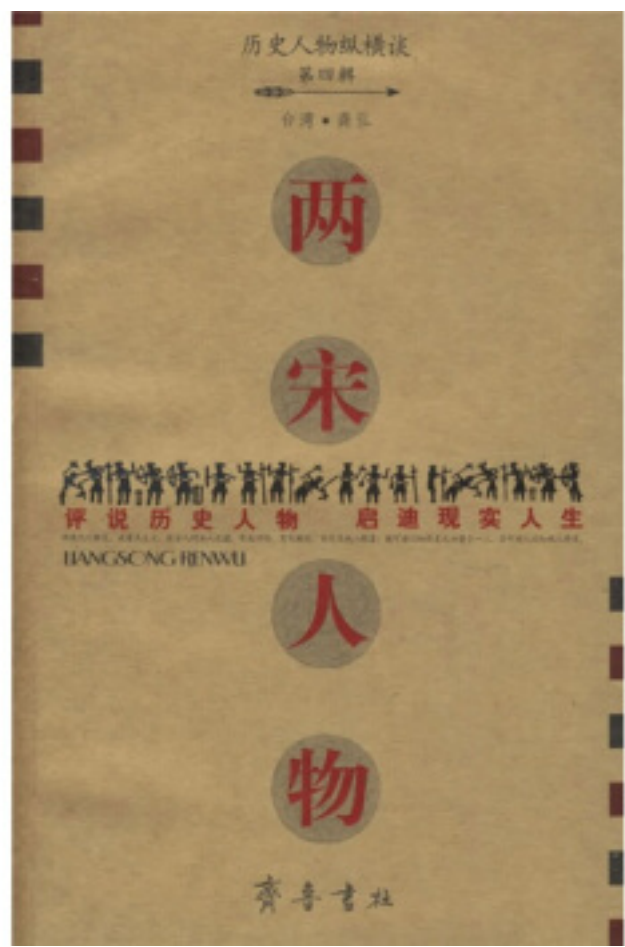 历史人物纵横谈
第四辑
台湾·龚弘
两
宋
评说历史人物 启迪现实人生
LIANGSONG RENWU
人
物
齊鲁書社